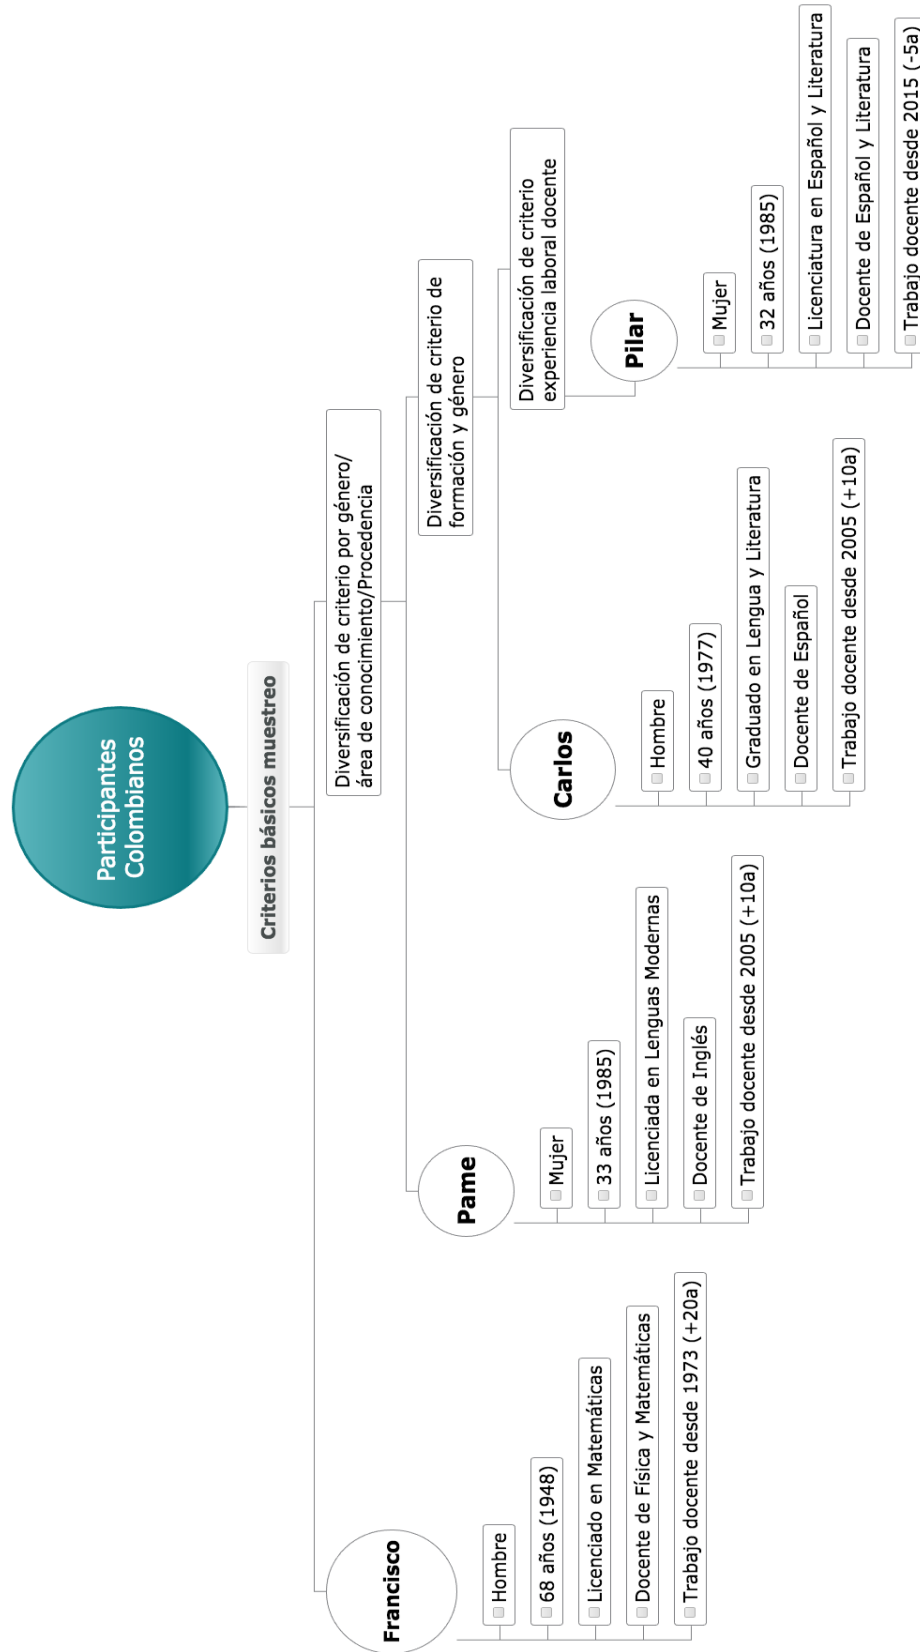 Participantes
Colombianos
Criterios básicos muestreo
Diversificación de criterio por género/
área de conocimiento/Procedencia
Diversificación de criterio de
formación y género
Diversificación de criterio
experiencia laboral docente
Francisco
Hombre
68 años (1948)
Licenciado en Matemáticas
Docente de Física y Matemáticas
Trabajo docente desde 1973 (+20a)
Pame
Mujer
33 años (1985)
Licenciada en Lenguas Modernas
Docente de Inglés
Trabajo docente desde 2005 (+10a)
Carlos
Hombre
40 años (1977)
Graduado en Lengua y Literatura
Docente de Español
Trabajo docente desde 2005 (+10a)
Pilar
Mujer
32 años (1985)
Licenciatura en Español y Literatura
Docente de Español y Literatura
Trabajo docente desde 2015 (-5a)